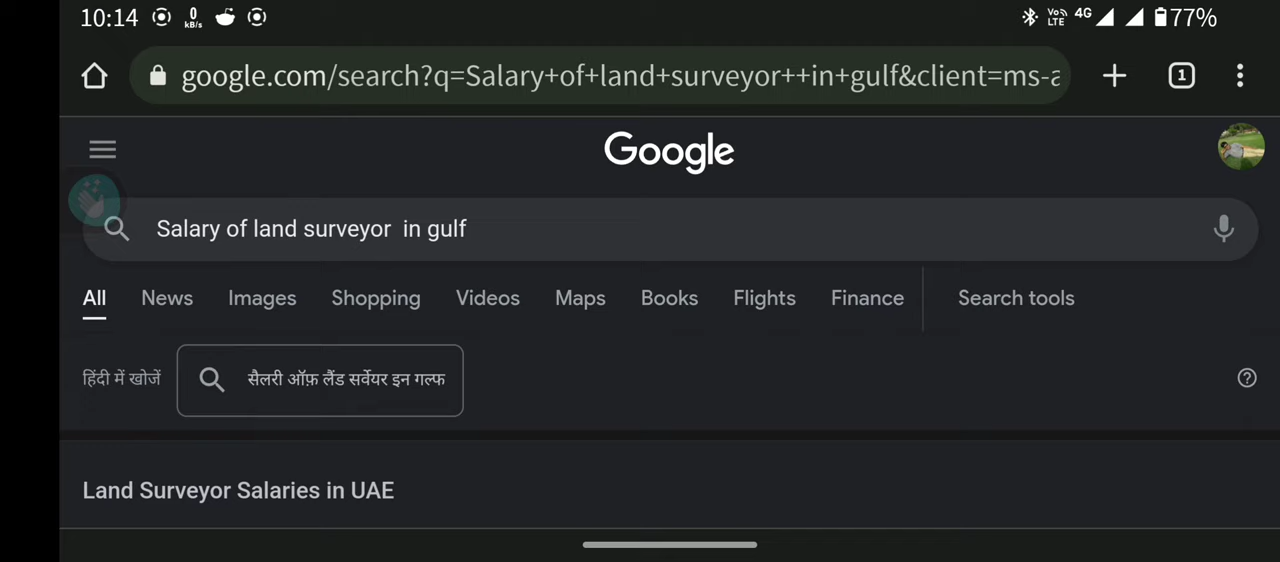 10:14 0 kB/s Vo) LTE 4G 77%
google.com/search?q=Salary+of+land+surveyor++in+gulf&client=ms-a 1
Google
Salary of land surveyor  in gulf
All News Images Shopping Videos Maps Books Flights Finance Search tools
हिंदी में खोजें सैलरी ऑफ़ लैंड सर्वेयर इन गल्फ
Land Surveyor Salaries in UAE